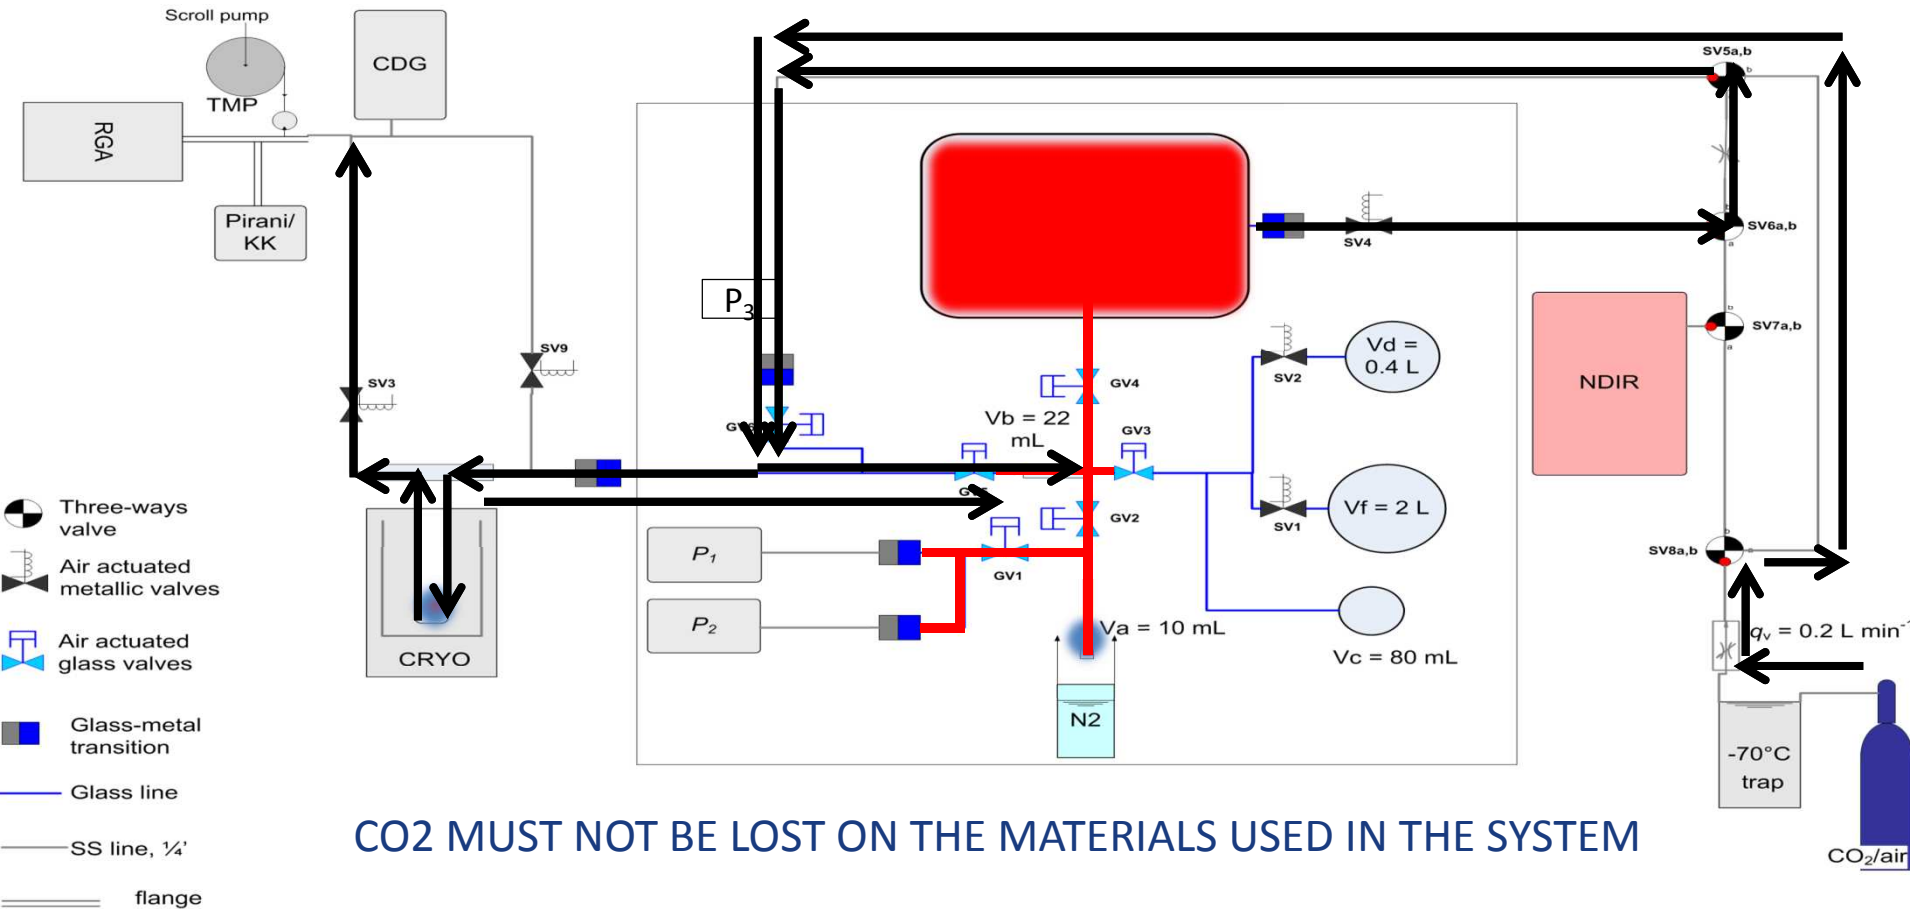 Scroll pump
TMP
CDG
RGA
Pirani/
KK
SV3
SV9
CRYO
P3
GV5
P1
P2
GV1
GV2
GV4
Vb = 22
mL
GV3
SV4
SV2
Vd =
0.4 L
SV1
Vf = 2 L
Va = 10 mL
Vc = 80 mL
N2
SV5a,b
b
SV6a,b
b
a
SV7a,b
b
a
NDIR
SV8a,b
b
qv = 0.2 L min-1
-70°C
trap
CO2/air
Three-ways
valve
Air actuated
metallic valves
Air actuated
glass valves
Glass-metal
transition
Glass line
SS line, ¼'
flange
CO2 MUST NOT BE LOST ON THE MATERIALS USED IN THE SYSTEM